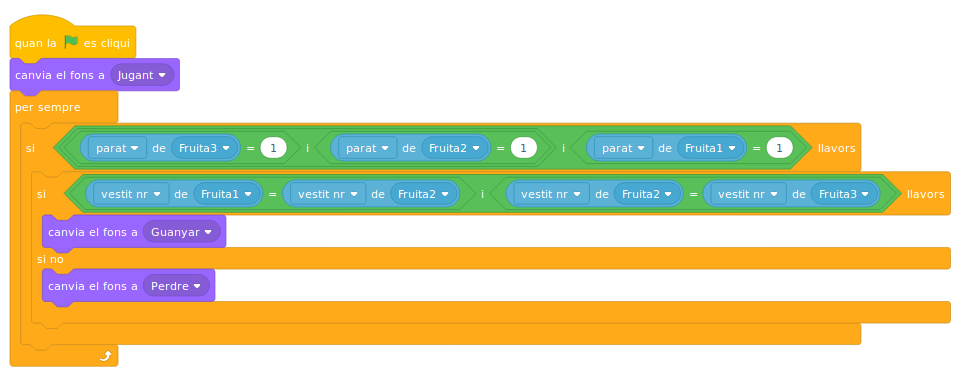 quan la es cliqui
canvia el fons a Jugant
per sempre
si parat de Fruita3 = 1 i parat de Fruita2 = 1 i parat de Fruita1 = 1 llavors
si vestit nr de Fruita1 = vestit nr de Fruita2 i vestit nr de Fruita2 = vestit nr de Fruita3 llavors
canvia el fons a Guanyar
si no
canvia el fons a Perdre